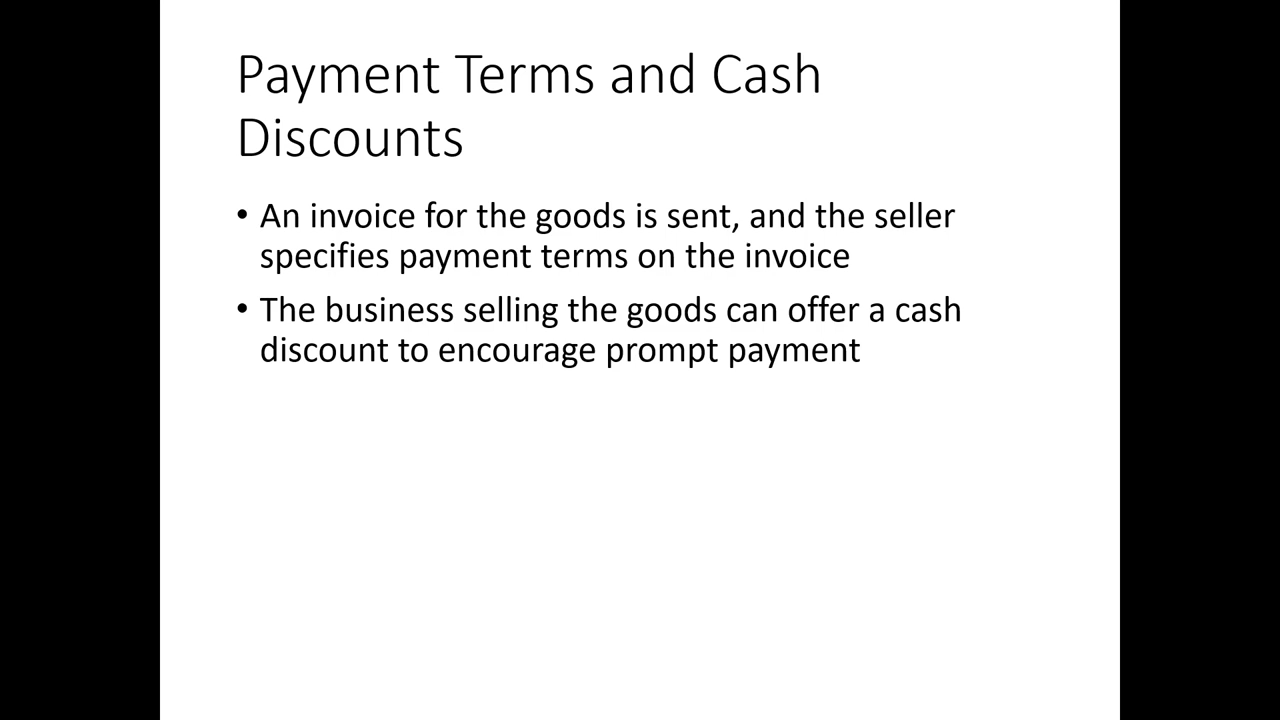 Payment Terms and Cash
Discounts
• An invoice for the goods is sent, and the seller
specifies payment terms on the invoice
• The business selling the goods can offer a cash
discount to encourage prompt payment